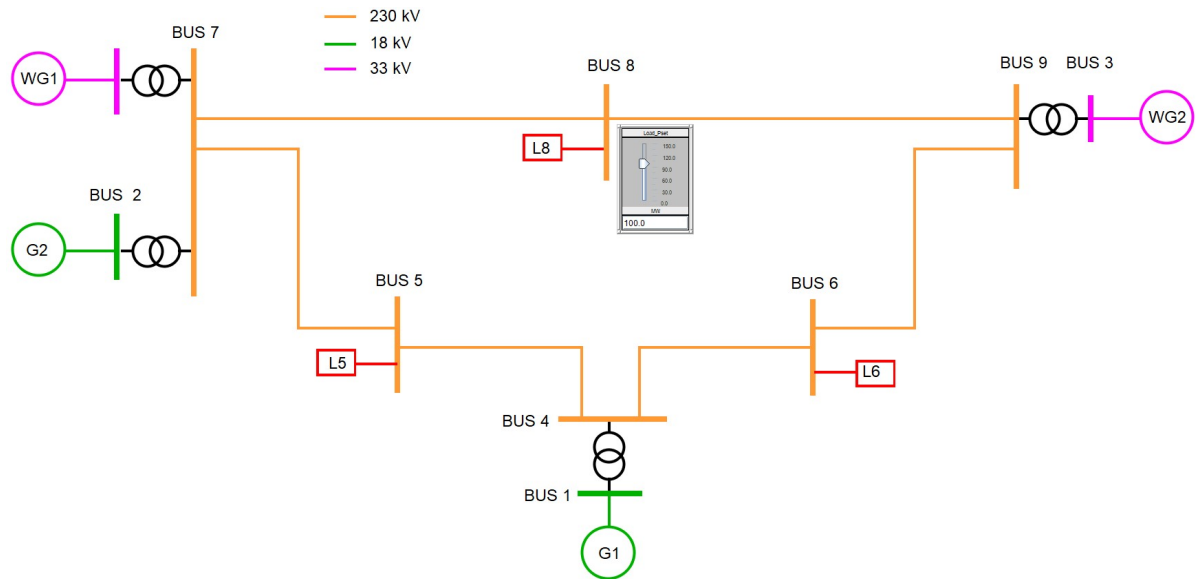 230 kV
18 kV
33 kV
BUS 7
WG1
BUS 8
BUS 9
BUS 3
WG2
L8
Load_Pset
150.0
120.0
90.0
60.0
30.0
0.0
MW
100.0
BUS 2
G2
BUS 5
BUS 6
L5
L6
BUS 4
BUS 1
G1